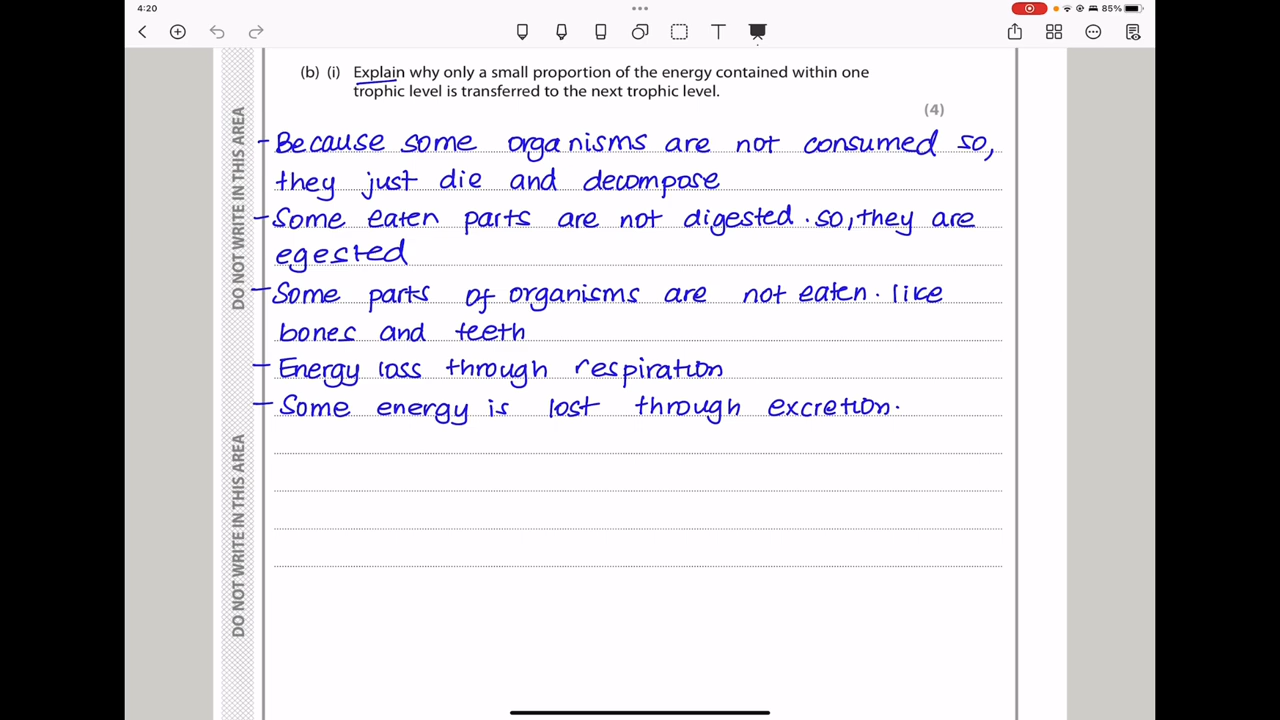 4:20
85%
(b) (i) Explain why only a small proportion of the energy contained within one
trophic level is transferred to the next trophic level.
(4)
- Because some organisms are not consumed so,
they just die and decompose
- Some eaten parts are not digested. so, they are
egested
- Some parts of organisms are not eaten. like
bones and teeth
- Energy loss through respiration
- Some energy is lost through excretion.
DO NOT WRITE IN THIS AREA
DO NOT WRITE IN THIS AREA